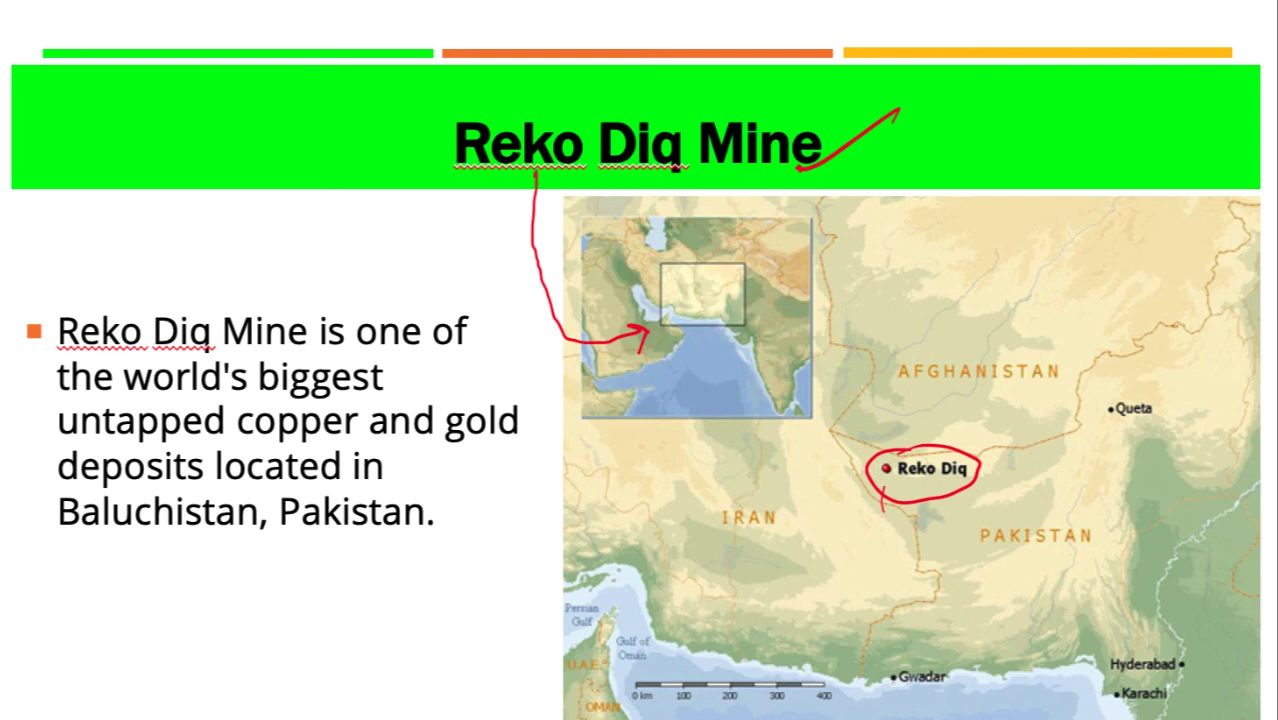 Reko Diq Mine
Reko Diq Mine is one of
the world's biggest
untapped copper and gold
deposits located in
Baluchistan, Pakistan.
AFGHANISTAN
Queta
Reko Diq
IRAN
PAKISTAN
Persian
Gulf
Gulf of
Oman
U.A.E.
Hyderabad
Gwadar
Karachi
0 km 100 200 300 400
OMAN